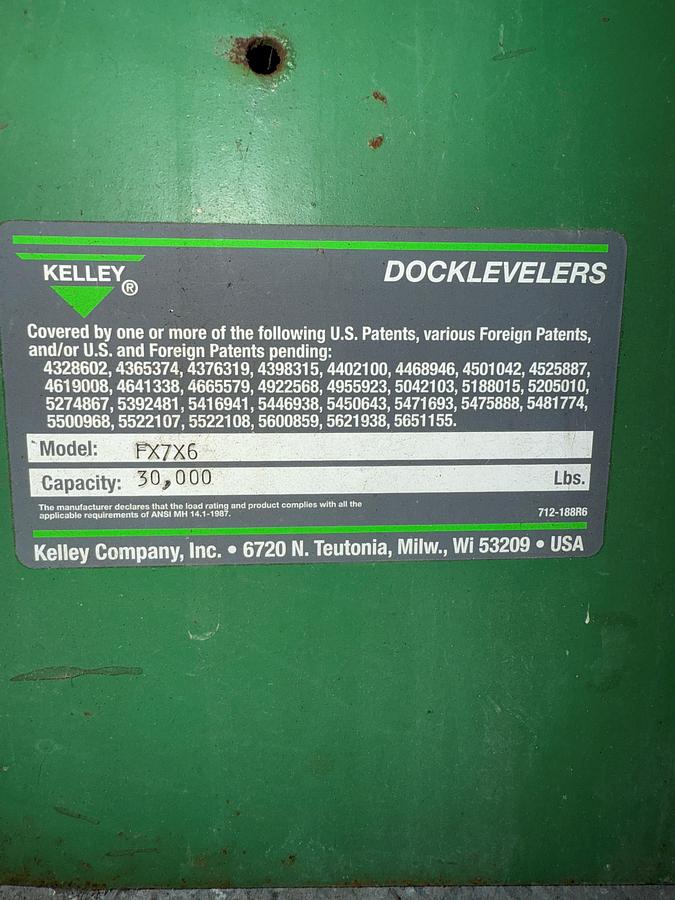 KELLEY®
DOCKLEVELERS
Covered by one or more of the following U.S. Patents, various Foreign Patents,
and/or U.S. and Foreign Patents pending:
4328602, 4365374, 4376319, 4398315, 4402100, 4468946, 4501042, 4525887,
4619008, 4641338, 4665579, 4922568, 4955923, 5042103, 5188015, 5205010,
5274867, 5392481, 5416941, 5446938, 5450643, 5471693, 5475888, 5481774,
5500968, 5522107, 5522108, 5600859, 5621938, 5651155.
Model: FX7X6
Capacity: 30,000 Lbs.
The manufacturer declares that the load rating and product complies with all the
applicable requirements of ANSI MH 14.1-1987.
712-188R6
Kelley Company, Inc. • 6720 N. Teutonia, Milw., Wi 53209 • USA